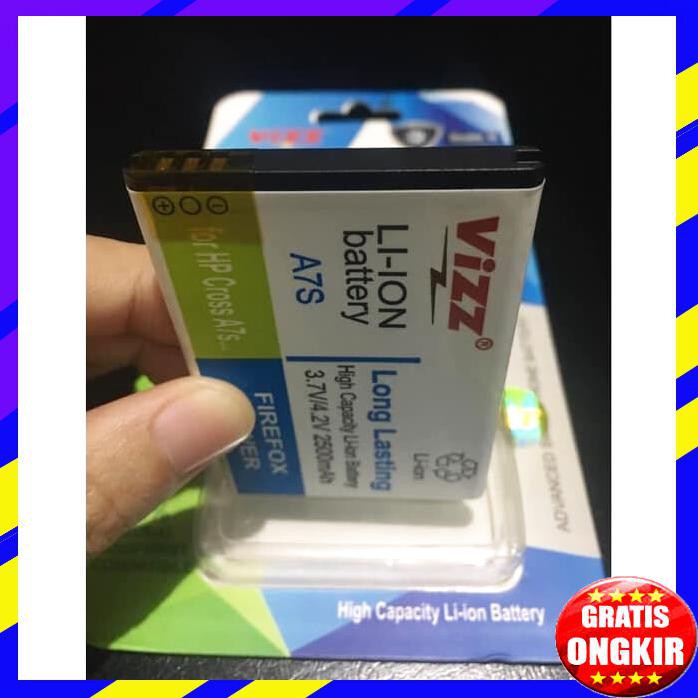 Vizz®
LI-ION
battery
A7S
for HP Cross A7s
Long Lasting
High Capacity Li-ion Battery
3.7V/4.2V 2500mAh
FIREFOX
Li-ion
High Capacity Li-ion Battery
GRATIS
ONGKIR